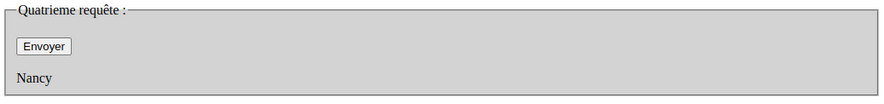 Quatrieme requête :
Envoyer
Nancy